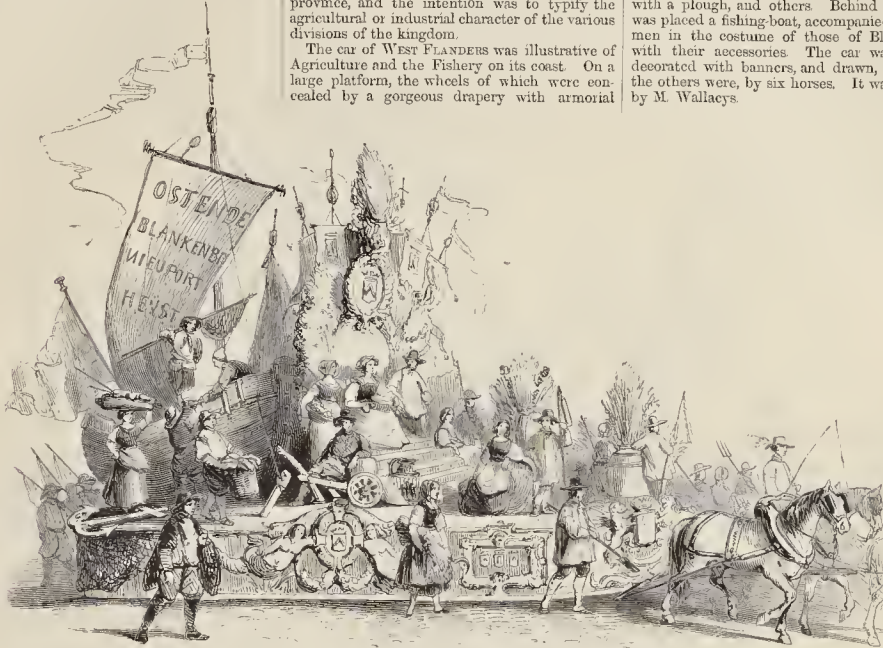 province, and the intention was to typify the
agricultural or industrial character of the various
divisions of the kingdom.
The car of WEST FLANDERS was illustrative of
Agriculture and the Fishery on its coast. On a
large platform, the wheels of which were con-
cealed by a gorgeous drapery with armorial
with a plough, and others. Behind
was placed a fishing-boat, accompanie
men in the costume of those of Bl
with their accessories. The car wa
decorated with banners, and drawn,
the others were, by six horses. It wa
by M. Wallacys.
OSTENDE
BLANKENBE
NIEUPORT
HEYST